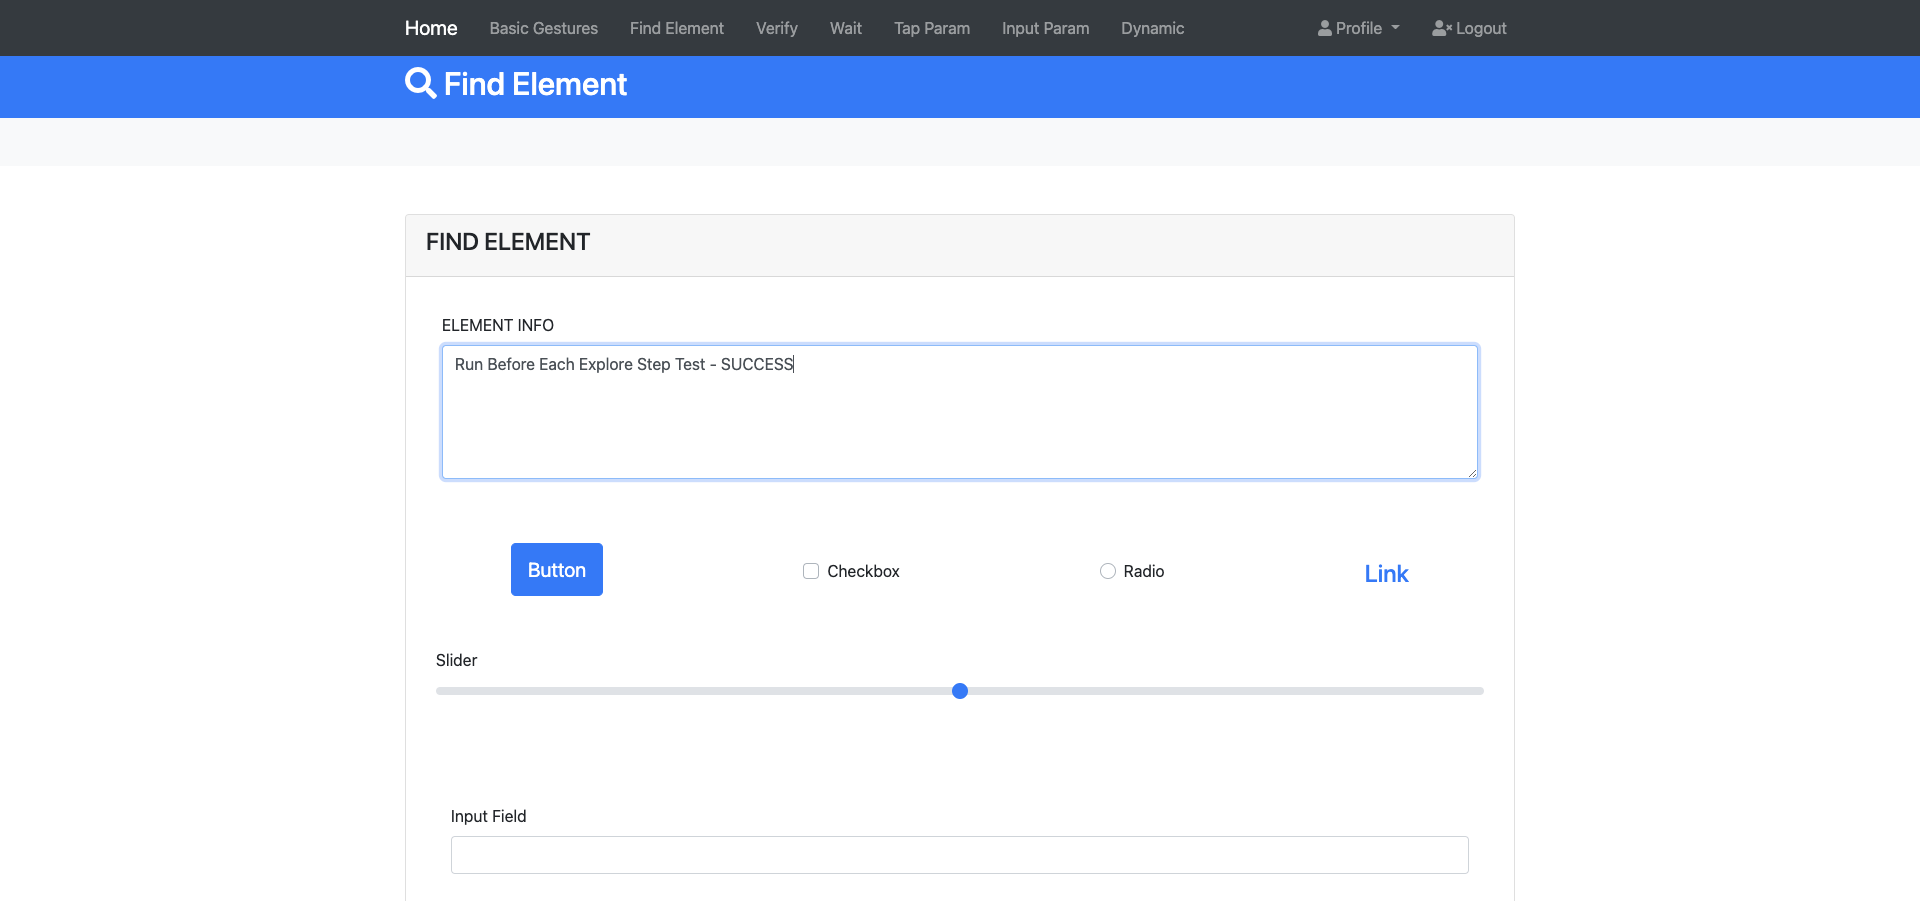 Home Basic Gestures Find Element Verify Wait Tap Param Input Param Dynamic Profile Logout
Find Element
FIND ELEMENT
ELEMENT INFO
Run Before Each Explore Step Test - SUCCESS
Button Checkbox Radio Link
Slider
Input Field